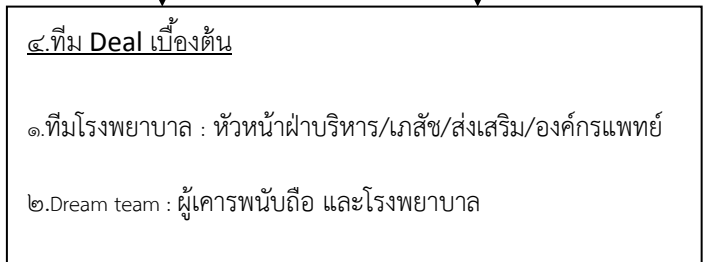 ๔.ทีม Deal เบื้องต้น
๑.ทีมโรงพยาบาล : หัวหน้าฝ่าบริหาร/เภสัช/ส่งเสริม/องค์กรแพทย์
๒.Dream team : ผู้เคารพนับถือ และโรงพยาบาล